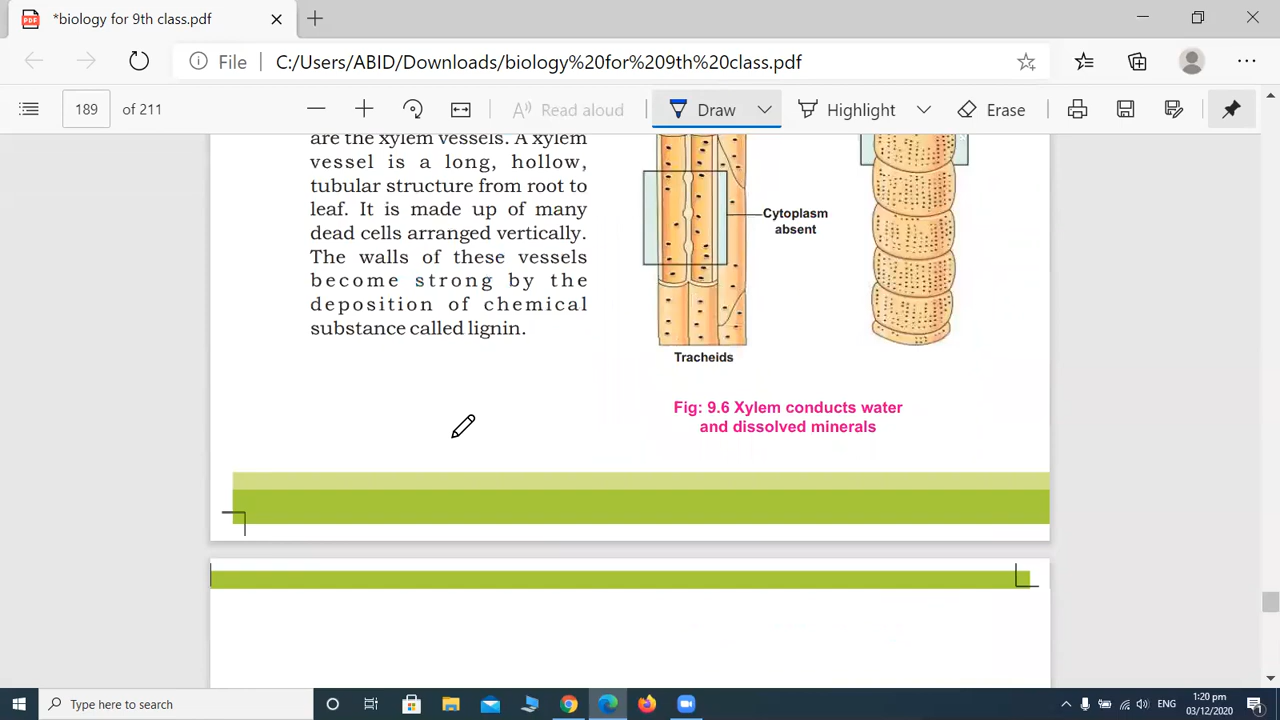 *biology for 9th class.pdf
File C:/Users/ABID/Downloads/biology%20for%209th%20class.pdf
189 of 211 Read aloud Draw Highlight Erase
are the xylem vessels. A xylem
vessel is a long, hollow,
tubular structure from root to
leaf. It is made up of many
dead cells arranged vertically.
The walls of these vessels
become strong by the
deposition of chemical
substance called lignin.
Cytoplasm
absent
Tracheids
Fig: 9.6 Xylem conducts water
and dissolved minerals
Type here to search
ENG
1:20 pm
03/12/2020